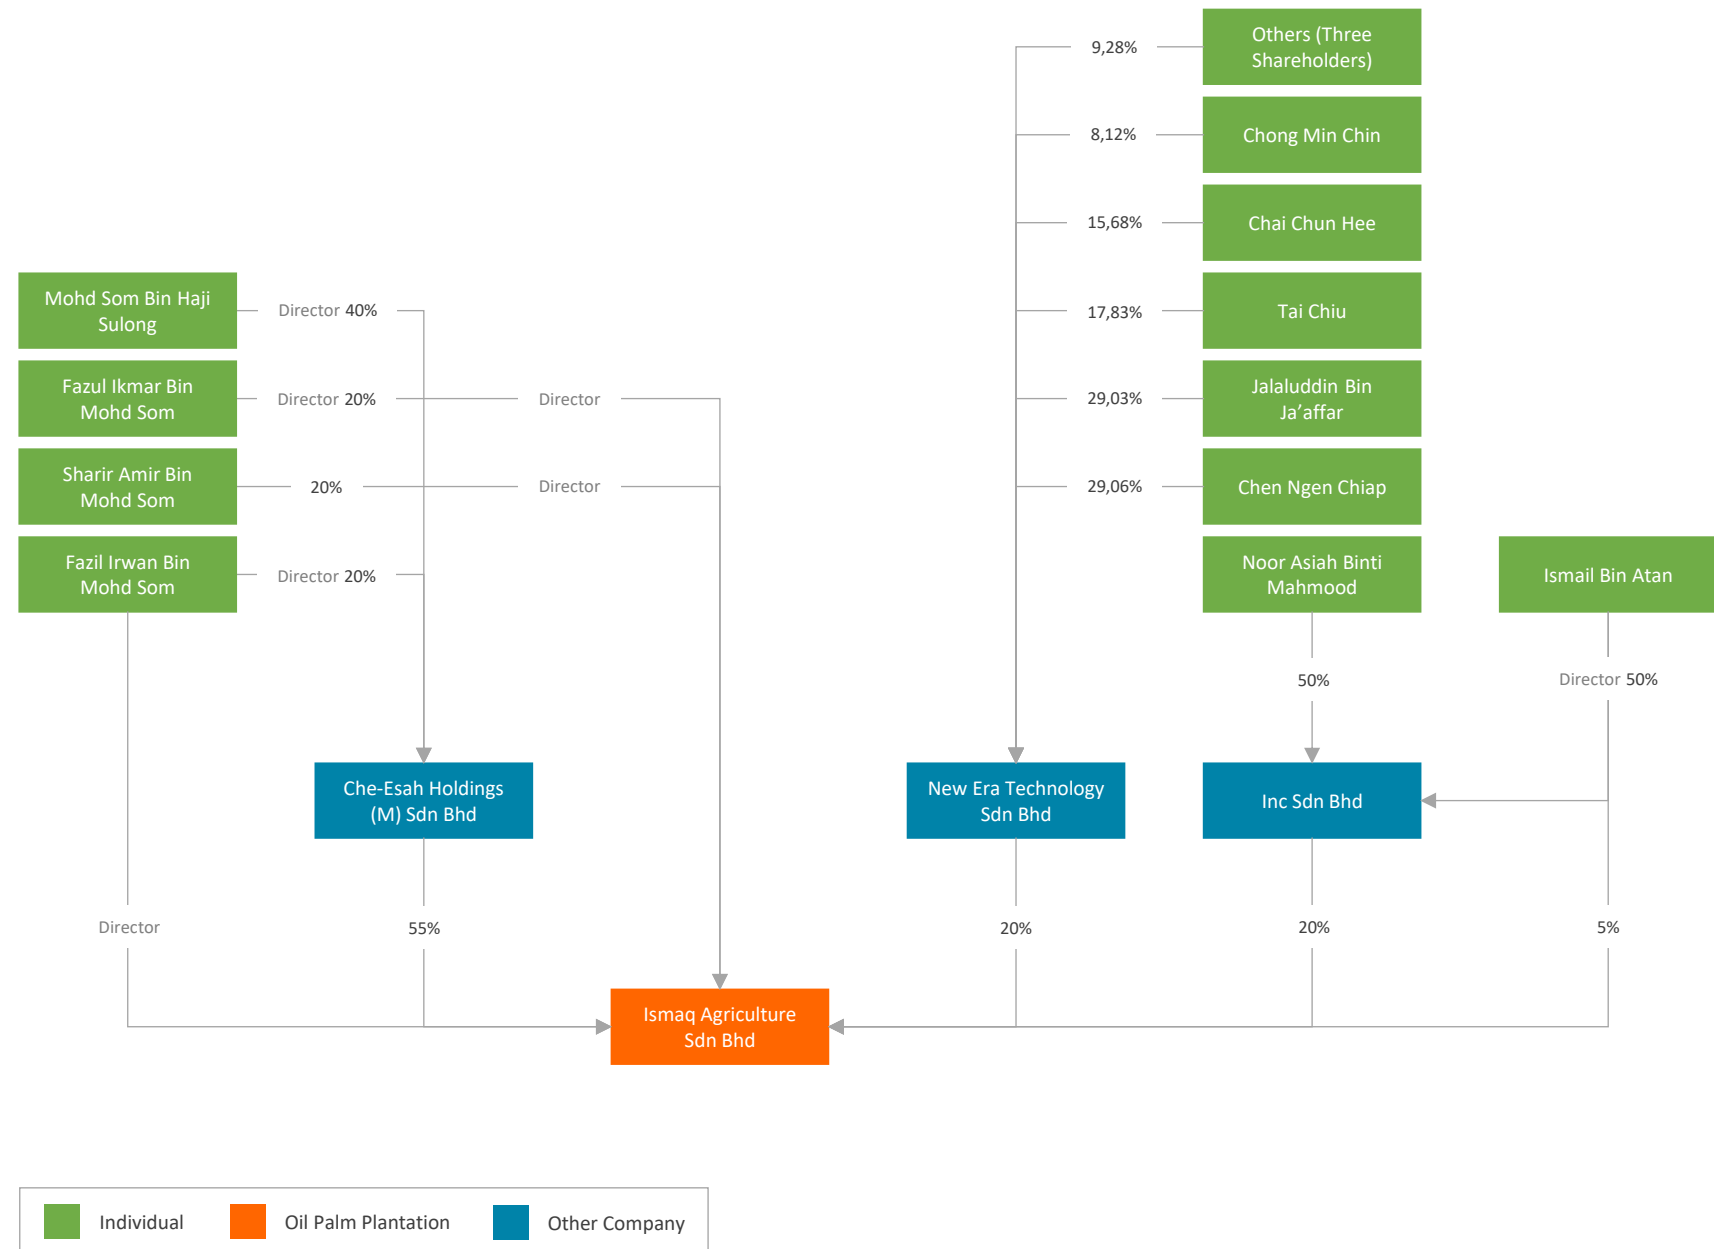 Others (Three
Shareholders)
9,28%
Chong Min Chin
8,12%
Chai Chun Hee
15,68%
Mohd Som Bin Haji
Sulong
Director 40%
17,83%
Tai Chiu
Fazul Ikmar Bin
Mohd Som
Director 20%
Director
29,03%
Jalaluddin Bin
Ja’affar
Sharir Amir Bin
Mohd Som
20%
Director
29,06%
Chen Ngen Chiap
Fazil Irwan Bin
Mohd Som
Director 20%
Noor Asiah Binti
Mahmood
Ismail Bin Atan
50%
Director 50%
Che-Esah Holdings
(M) Sdn Bhd
New Era Technology
Sdn Bhd
Inc Sdn Bhd
Director
55%
20%
20%
5%
Ismaq Agriculture
Sdn Bhd
Individual
Oil Palm Plantation
Other Company